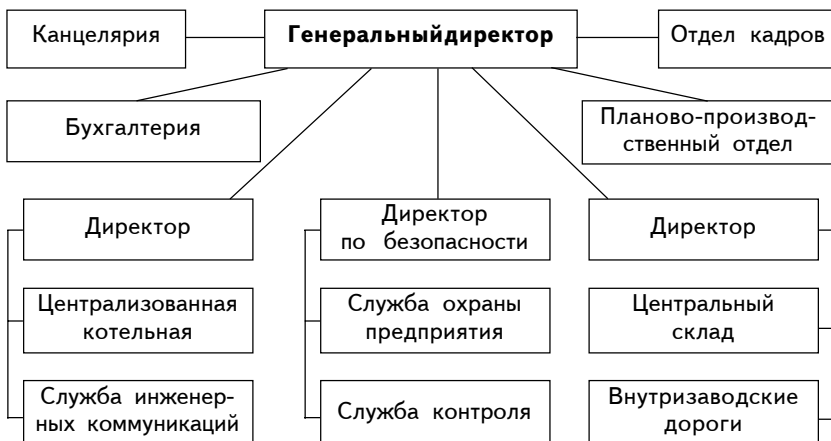 Канцелярия
Генеральныйдиректор
Отдел кадров
Бухгалтерия
Планово-производ-
ственный отдел
Директор
Директор
по безопасности
Директор
Централизованная
котельная
Служба охраны
предприятия
Центральный
склад
Служба инженер-
ных коммуникаций
Служба контроля
Внутризаводские
дороги